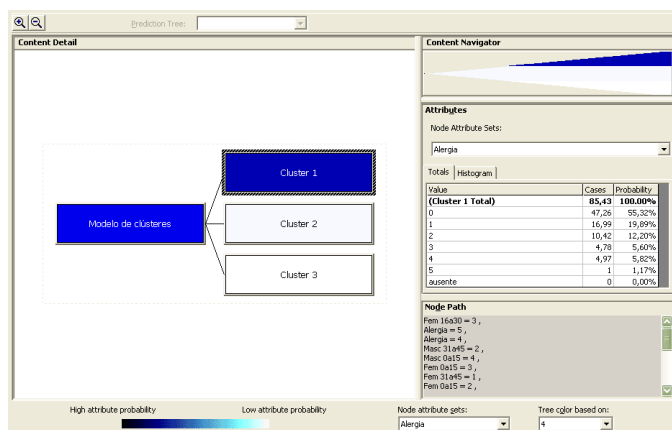 Prediction Tree:
Content Detail
Content Navigator
Cluster 1
Modelo de clústeres
Cluster 2
Cluster 3
Attributes
Node Attribute Sets:
Alergia
Totals Histogram
Value Cases Probability
(Cluster 1 Total) 85,43 100.00%
0 47,26 55,32%
1 16,99 19,89%
2 10,42 12,20%
3 4,78 5,60%
4 4,97 5,82%
5 1 1,17%
ausente 0 0,00%
Node Path
Fem 16a30 = 3 ,
Alergia = 5 ,
Alergia = 4 ,
Masc 31a45 = 2 ,
Masc 0a15 = 4 ,
Fem 0a15 = 3 ,
Fem 31a45 = 1 ,
Fem 0a15 = 2 ,
High attribute probability
Low attribute probability
Node attribute sets:
Alergia
Tree color based on:
4